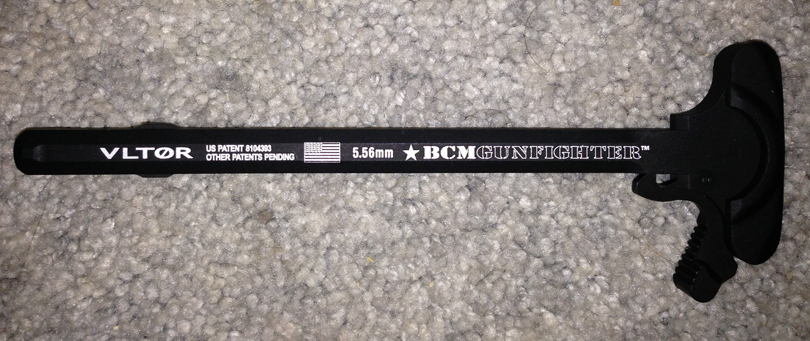 VLTØR
US PATENT 8104393
OTHER PATENTS PENDING
5.56mm
★BCMGUNFIGHTER™